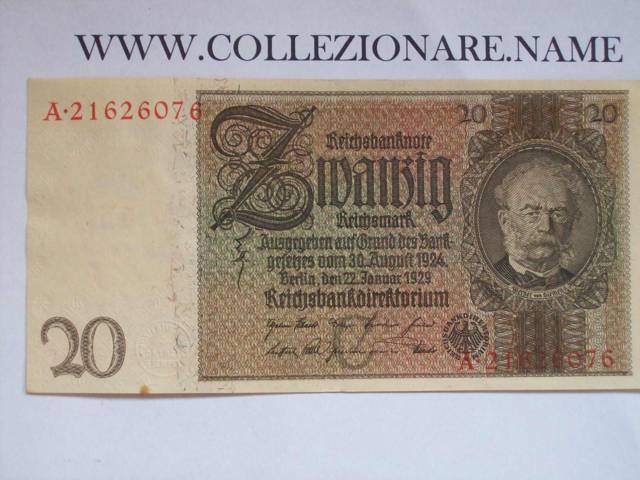 WWW.COLLEZIONARE.NAME
A·21626076
20 20
Reichsbanknote
Zwanzig
Reichsmark
Ausgegeben auf Grund des Bank-
gesetzes vom 30. August 1924
Berlin, den 22. Januar 1929
Reichsbankdirektorium
20
A·21626076